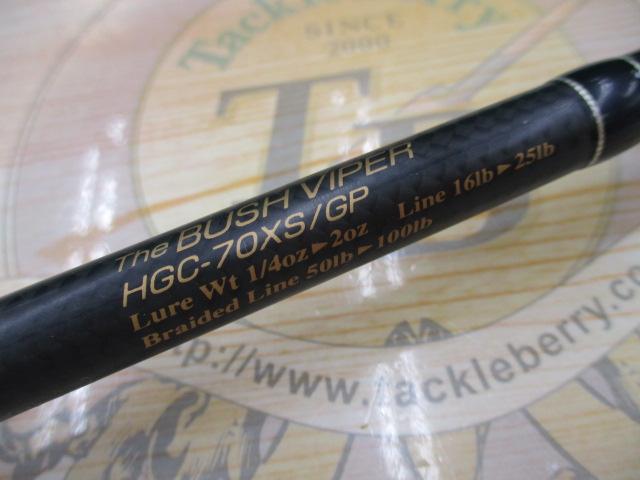 Tackleberry
SINCE
2000
The BUSH VIPER
HGC-70XS/GP
Lure Wt 1/4oz▶2oz Line 16lb▶25lb
Braided Line 50lb▶100lb
http://www.Tackleberry.co